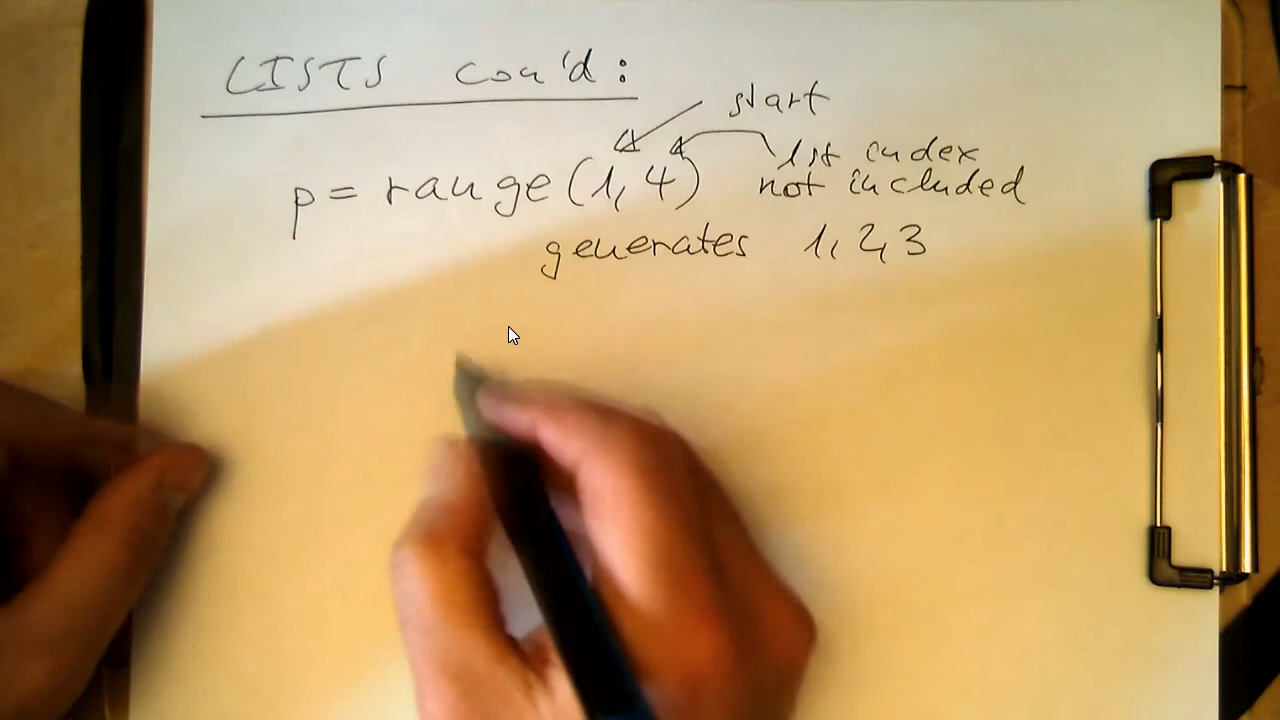 LISTS con'd:
start
1st index
p = range(1, 4) not included
generates 1, 2, 3